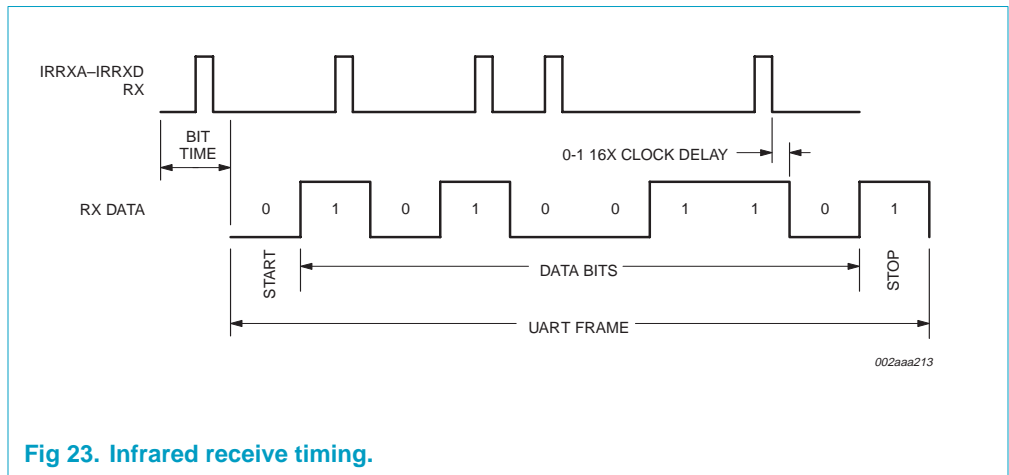 IRRXA–IRRXD
RX
BIT
TIME
0-1 16X CLOCK DELAY
RX DATA
0 1 0 1 0 0 1 1 0 1
START
DATA BITS
STOP
UART FRAME
002aaa213
Fig 23. Infrared receive timing.